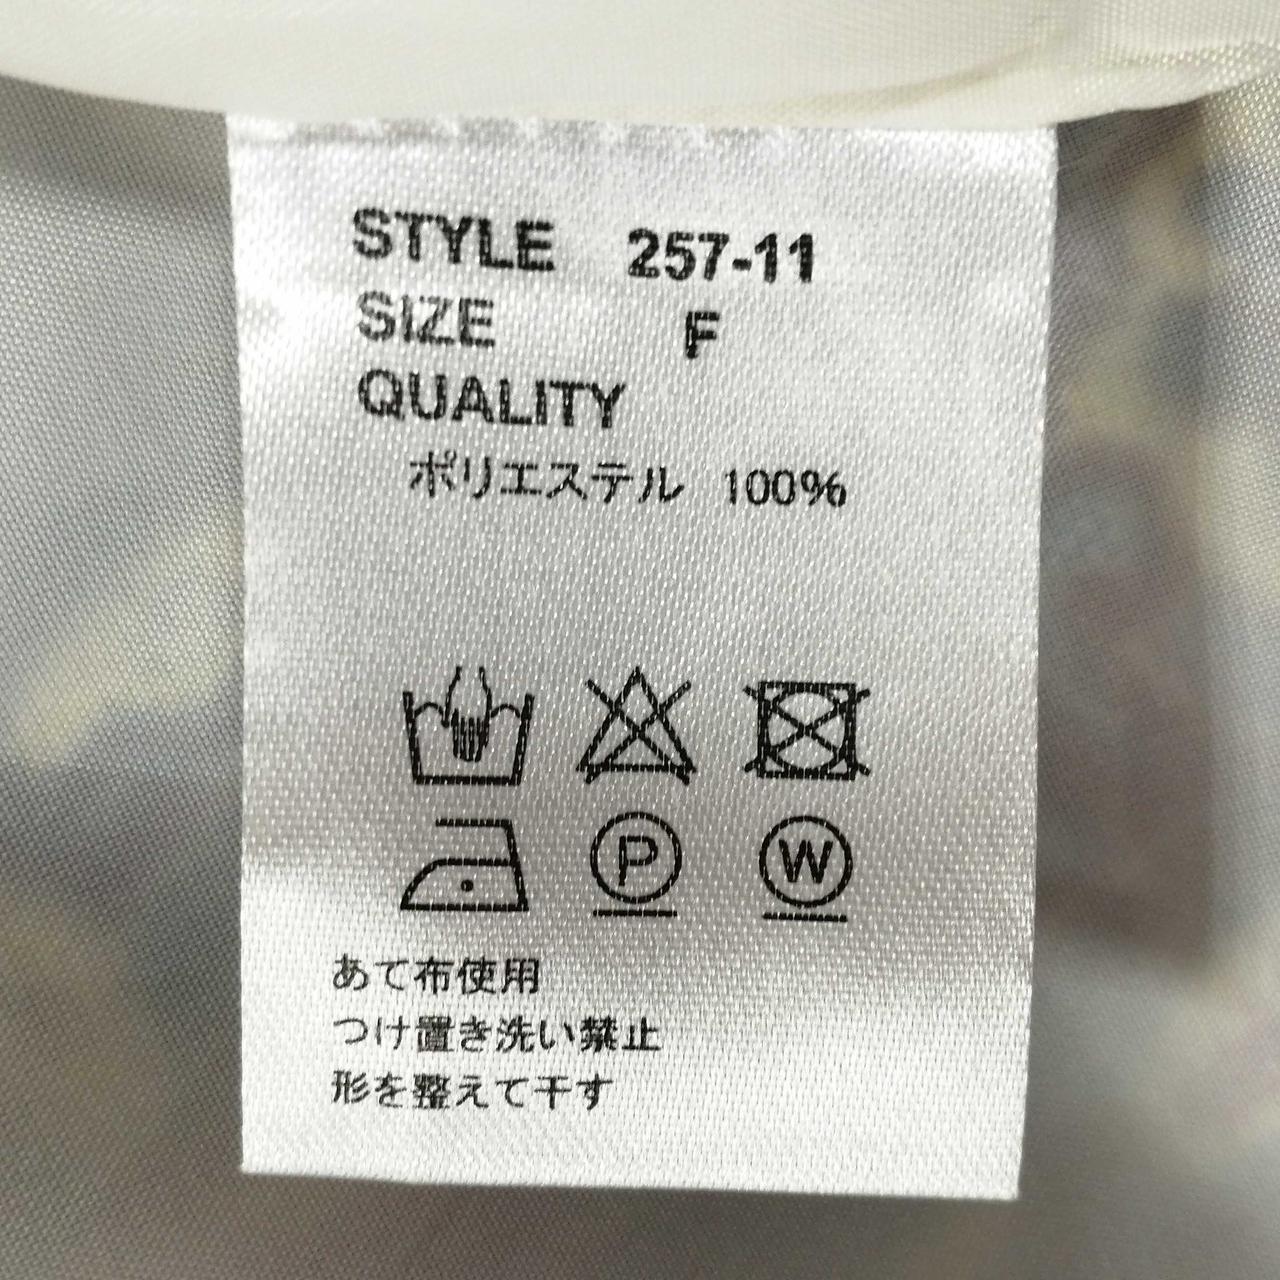 STYLE 257-11
SIZE F
QUALITY
ポリエステル 100%
P W
あて布使用
つけ置き洗い禁止
形を整えて干す